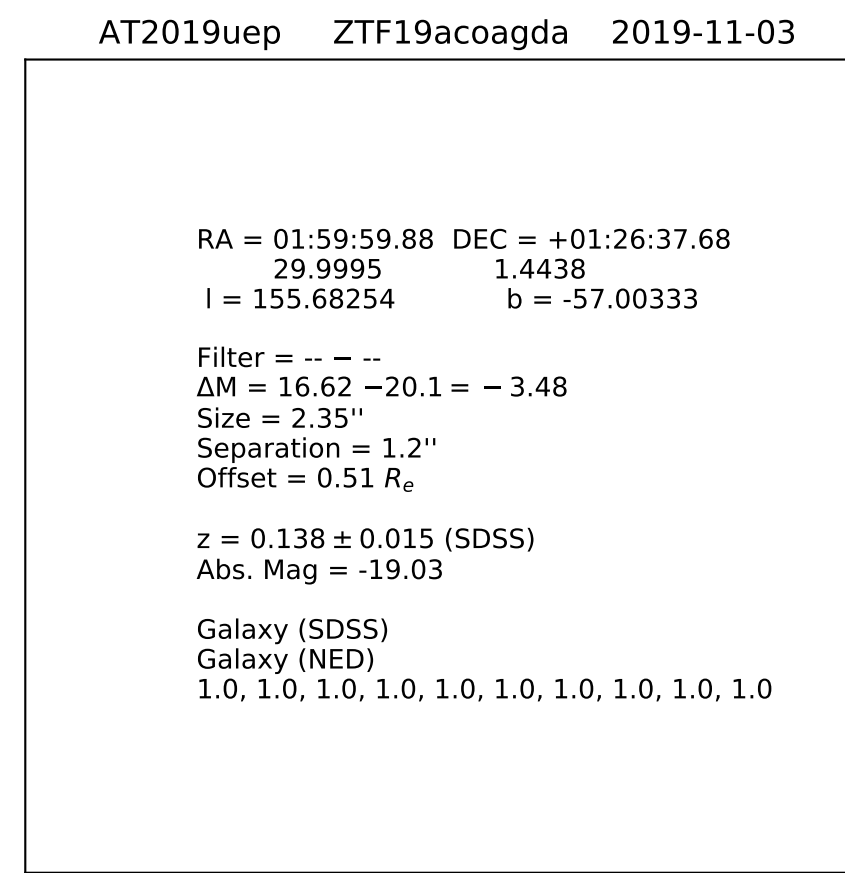 AT2019uep ZTF19acoagda 2019-11-03
RA = 01:59:59.88 DEC = +01:26:37.68
29.9995 1.4438
l = 155.68254 b = -57.00333
Filter = -- − --
ΔM = 16.62 −20.1 = − 3.48
Size = 2.35''
Separation = 1.2''
Offset = 0.51 Re
z = 0.138 ± 0.015 (SDSS)
Abs. Mag = -19.03
Galaxy (SDSS)
Galaxy (NED)
1.0, 1.0, 1.0, 1.0, 1.0, 1.0, 1.0, 1.0, 1.0, 1.0